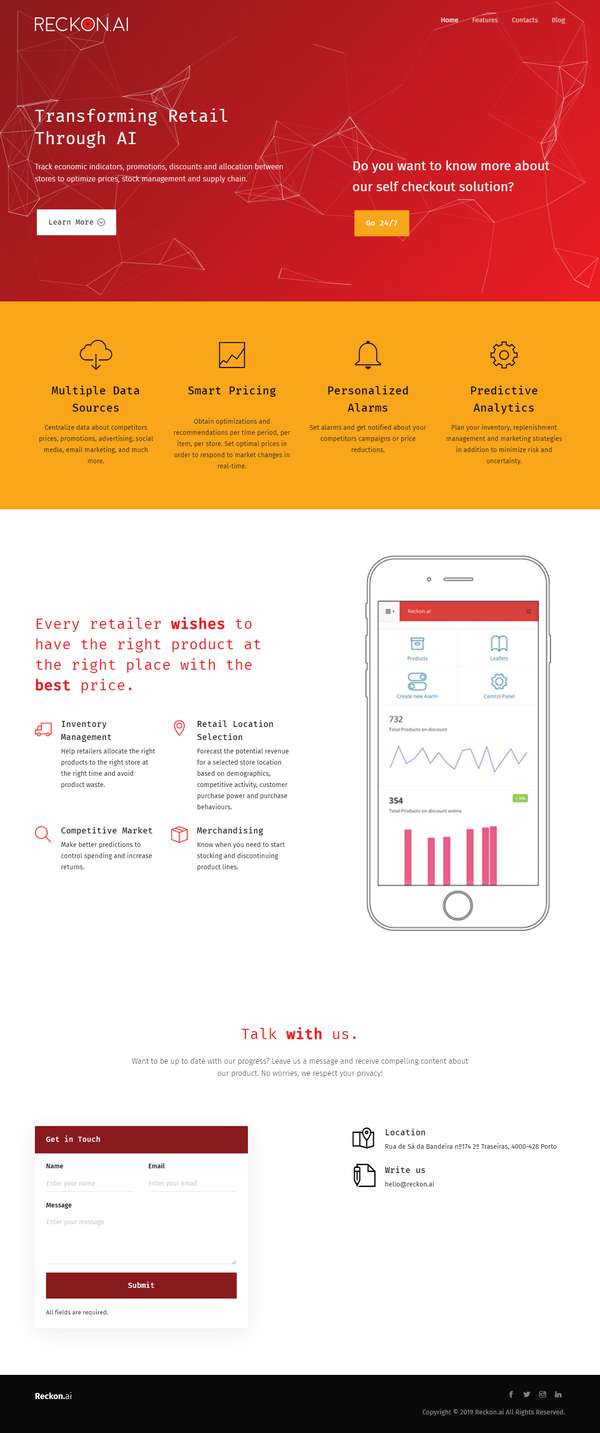 RECKON.AI
Home Features Contacts Blog
Transforming Retail
Through AI
Track economic indicators, promotions, discounts and allocation between
stores to optimize prices, stock management and supply chain.
Learn More
Do you want to know more about
our self checkout solution?
Go 24/7
Multiple Data
Sources
Centralize data about competitors
prices, promotions, advertising, social
media, email marketing, and much
more.
Smart Pricing
Obtain optimizations and
recommendations per time period, per
item, per store. Set optimal prices in
order to respond to market changes in
real-time.
Personalized
Alarms
Set alarms and get notified about your
competitors campaigns or price
reductions.
Predictive
Analytics
Plan your inventory, replenishment
management and marketing strategies
in addition to minimize risk and
uncertainty.
Every retailer wishes to
have the right product at
the right place with the
best price.
Inventory
Management
Help retailers allocate the right
products to the right store at
the right time and avoid
product waste.
Retail Location
Selection
Forecast the potential revenue
for a selected store location
based on demographics,
competitive activity, customer
purchase power and purchase
behaviours.
Competitive Market
Make better predictions to
control spending and increase
returns.
Merchandising
Know when you need to start
stocking and discontinuing
product lines.
Reckon.ai
Products
Leaflets
Create new Alarm
Control Panel
732
Total Products on discount
354
Total Products on discount online
Talk with us.
Want to be up to date with our progress? Leave us a message and receive compelling content about
our product. No worries, we respect your privacy!
Get in Touch
Name
Email
Enter your name
Enter your email
Message
Enter your message
Submit
All fields are required.
Location
Rua de Sá da Bandeira nº174 2º Traseiras, 4000-428 Porto
Write us
hello@reckon.ai
Reckon.ai
Copyright © 2019 Reckon.ai All Rights Reserved.